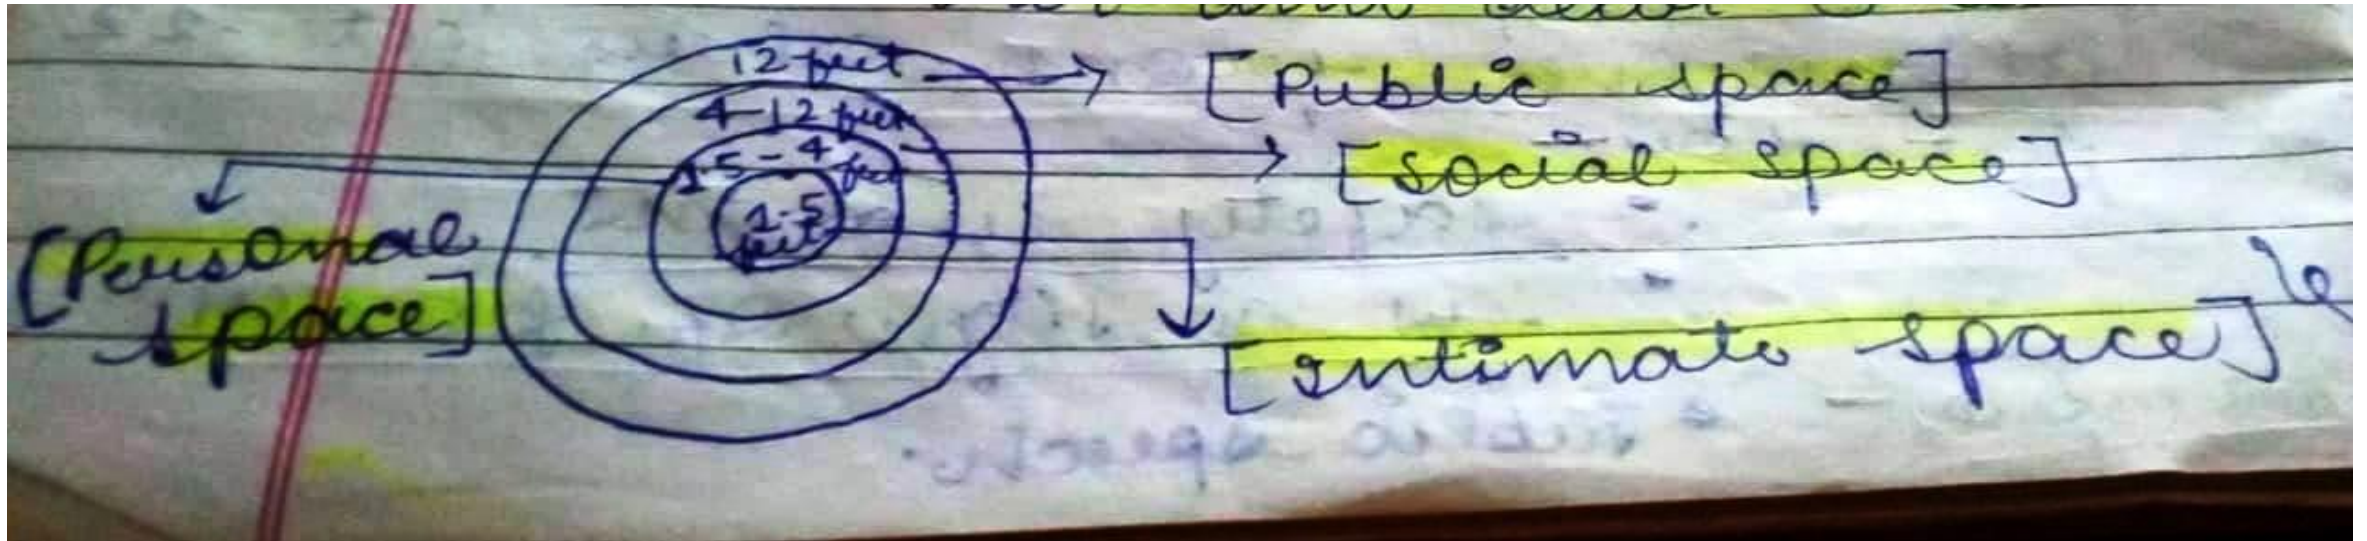 12 feet
[Public space]
4-12 feet
[social space]
1.5 - 4 feet
1.5
feet
[Personal
space]
[intimate space]